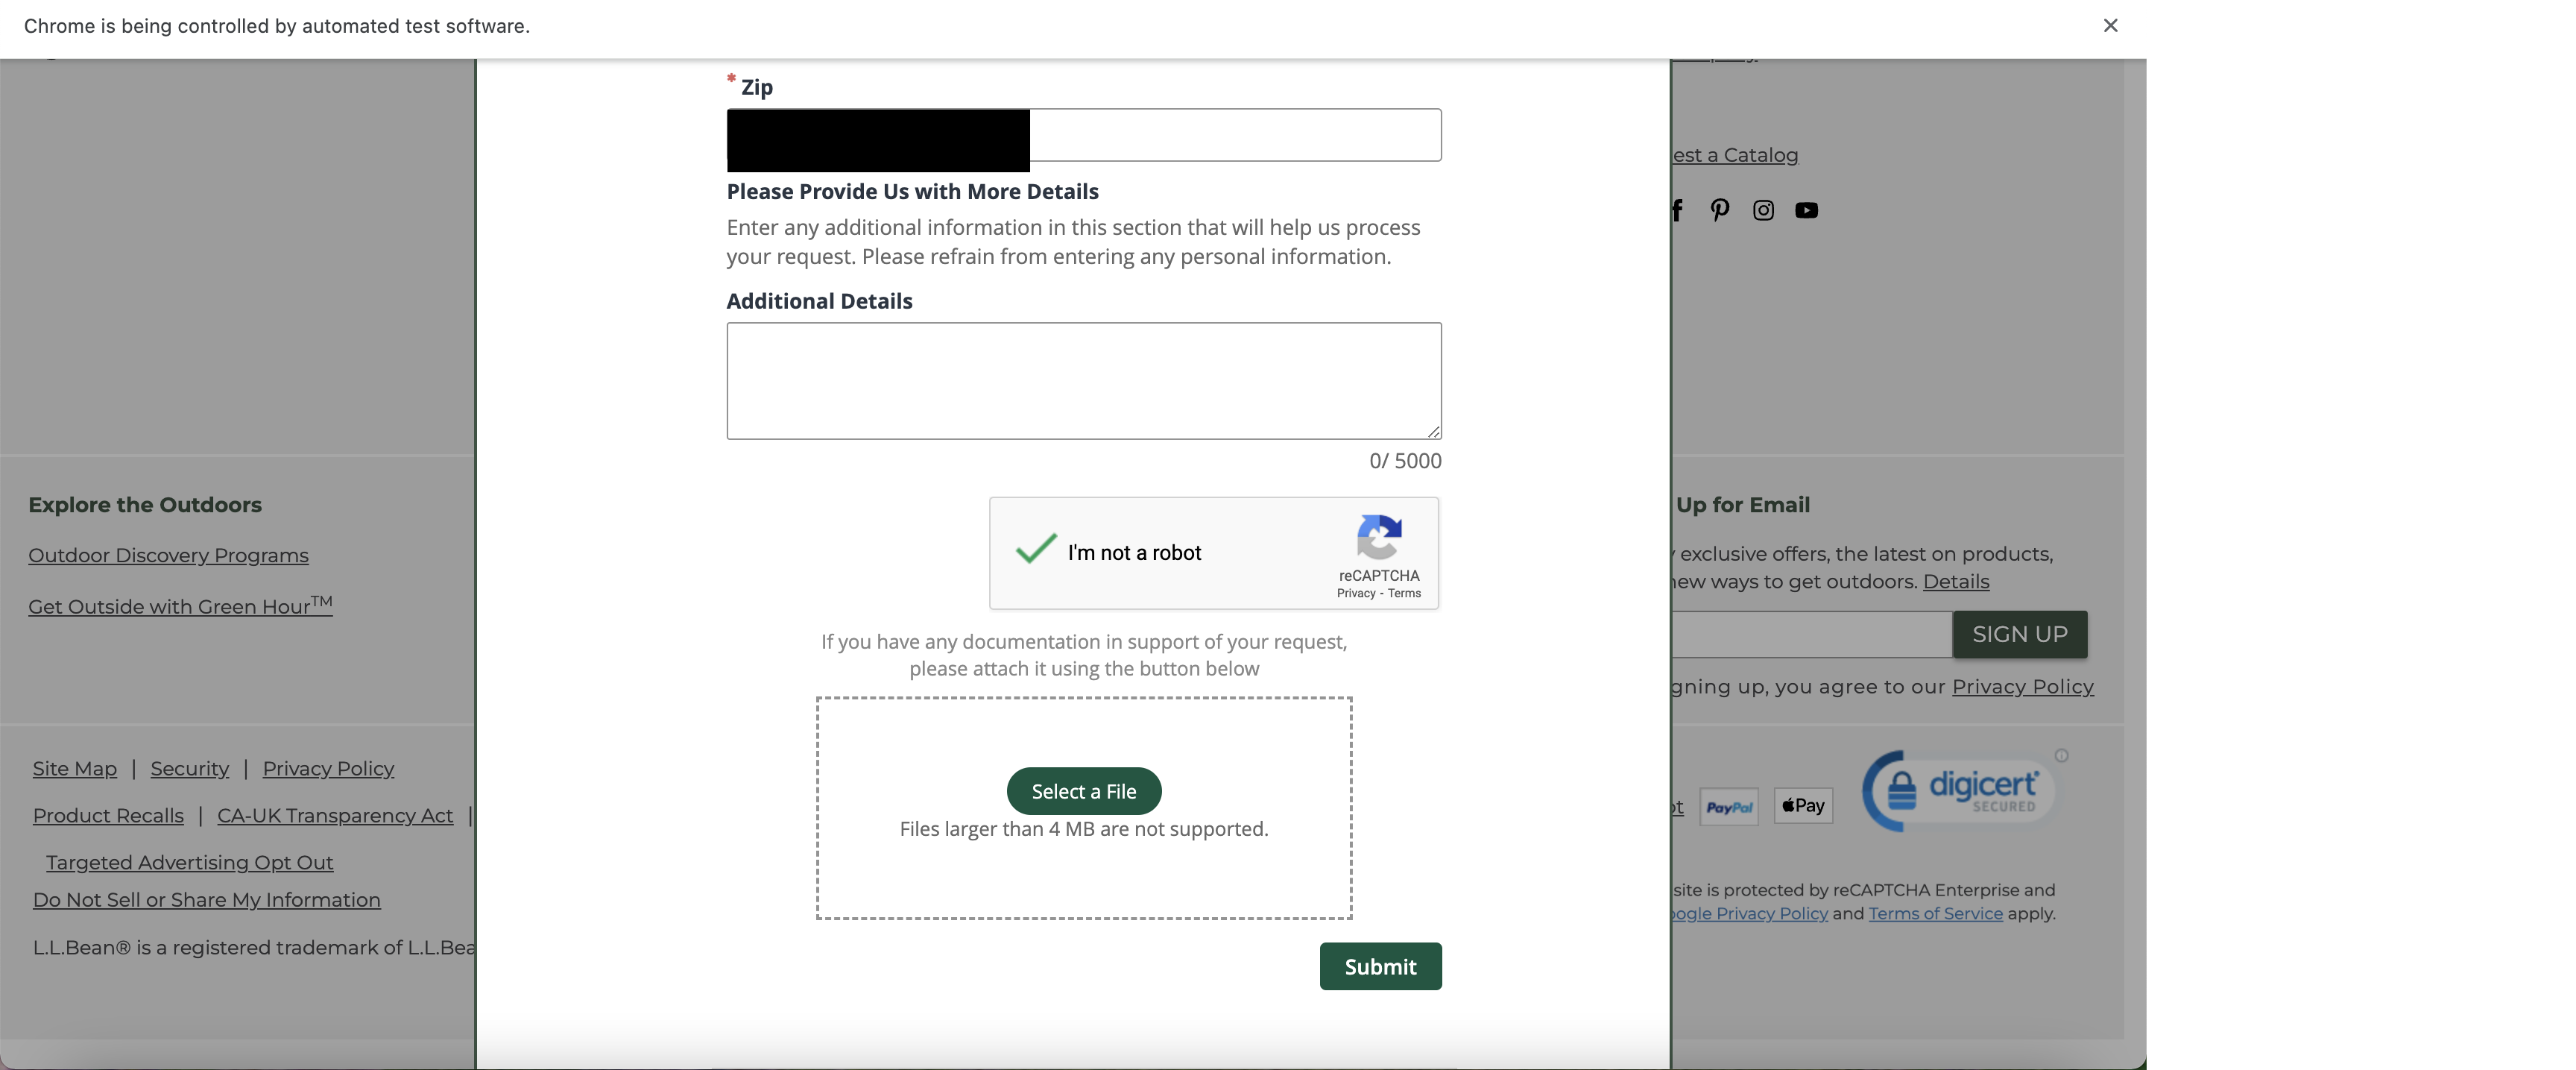 Chrome is being controlled by automated test software.
* Zip
est a Catalog
Please Provide Us with More Details
Enter any additional information in this section that will help us process
your request. Please refrain from entering any personal information.
Additional Details
0/ 5000
I'm not a robot
reCAPTCHA
Privacy - Terms
If you have any documentation in support of your request,
please attach it using the button below
Select a File
Files larger than 4 MB are not supported.
Submit
Explore the Outdoors
Outdoor Discovery Programs
Get Outside with Green Hour™
Site Map | Security | Privacy Policy
Product Recalls | CA-UK Transparency Act |
Targeted Advertising Opt Out
Do Not Sell or Share My Information
L.L.Bean® is a registered trademark of L.L.Bea
Up for Email
exclusive offers, the latest on products,
new ways to get outdoors. Details
SIGN UP
gning up, you agree to our Privacy Policy
PayPal
Pay
digicert
SECURED
site is protected by reCAPTCHA Enterprise and
oogle Privacy Policy and Terms of Service apply.